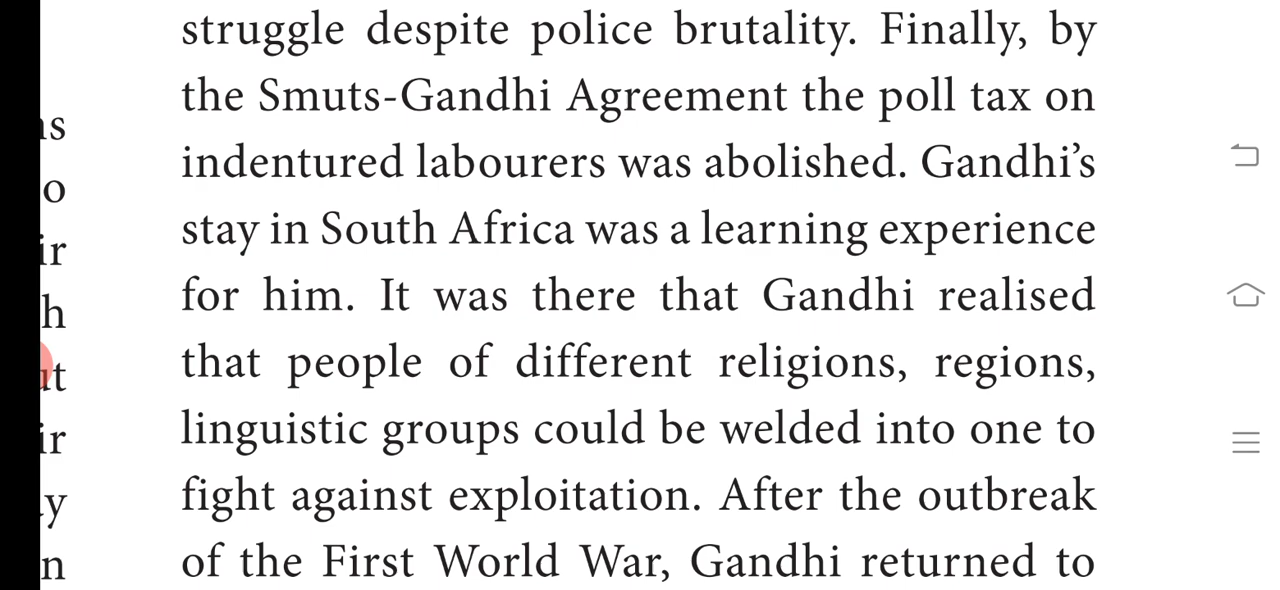 struggle despite police brutality. Finally, by
the Smuts-Gandhi Agreement the poll tax on
indentured labourers was abolished. Gandhi’s
stay in South Africa was a learning experience
for him. It was there that Gandhi realised
that people of different religions, regions,
linguistic groups could be welded into one to
fight against exploitation. After the outbreak
of the First World War, Gandhi returned to